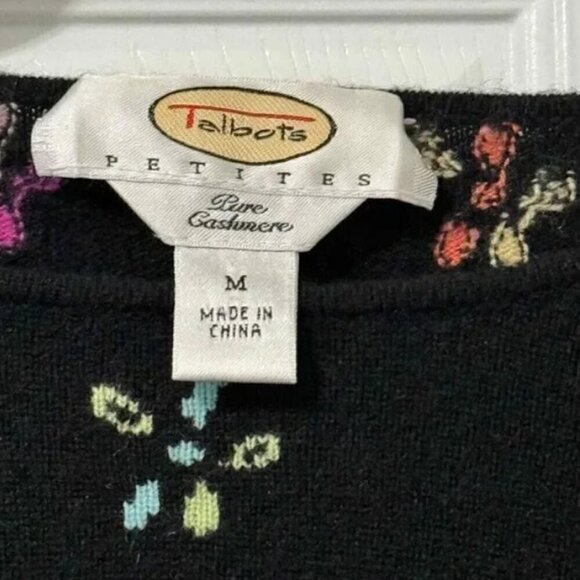 Talbots
PETITES
Pure
Cashmere
M
MADE IN
CHINA